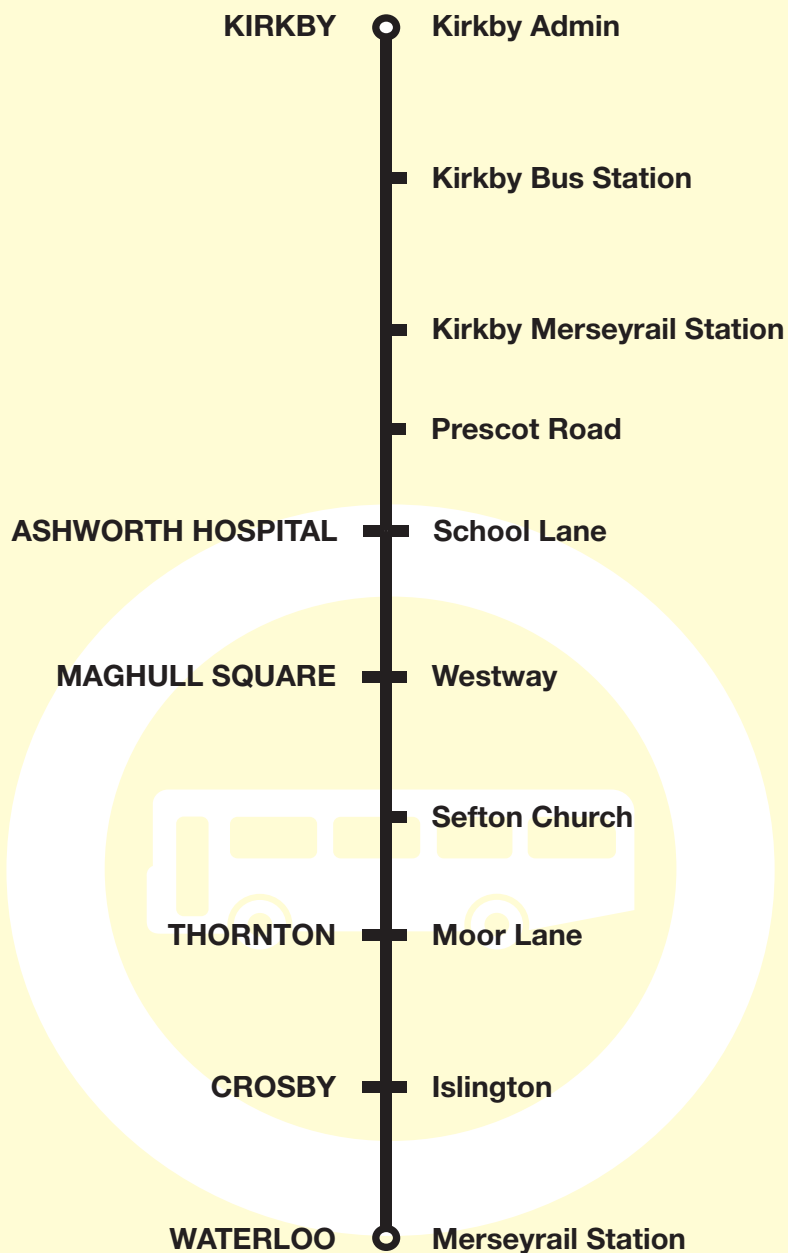 KIRKBY Kirkby Admin
Kirkby Bus Station
Kirkby Merseyrail Station
Prescot Road
ASHWORTH HOSPITAL School Lane
MAGHULL SQUARE Westway
Sefton Church
THORNTON Moor Lane
CROSBY Islington
WATERLOO Merseyrail Station